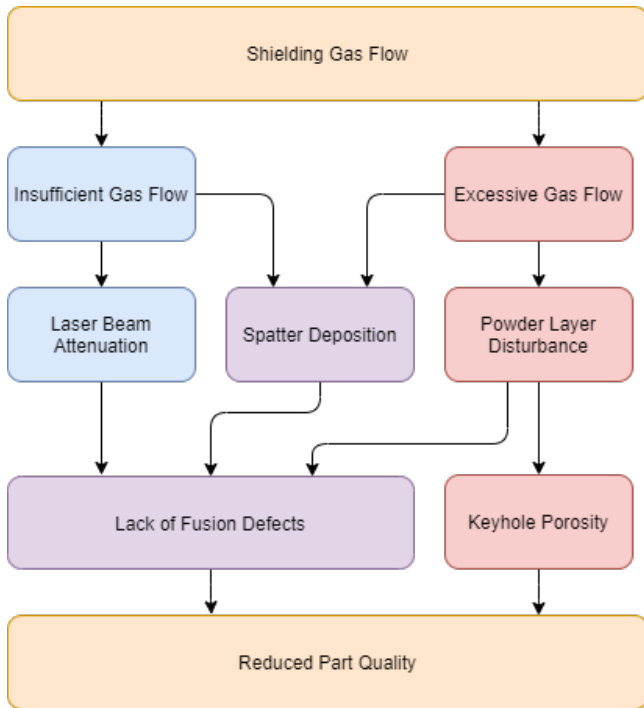 Shielding Gas Flow
Insufficient Gas Flow
Excessive Gas Flow
Laser Beam
Attenuation
Spatter Deposition
Powder Layer
Disturbance
Lack of Fusion Defects
Keyhole Porosity
Reduced Part Quality